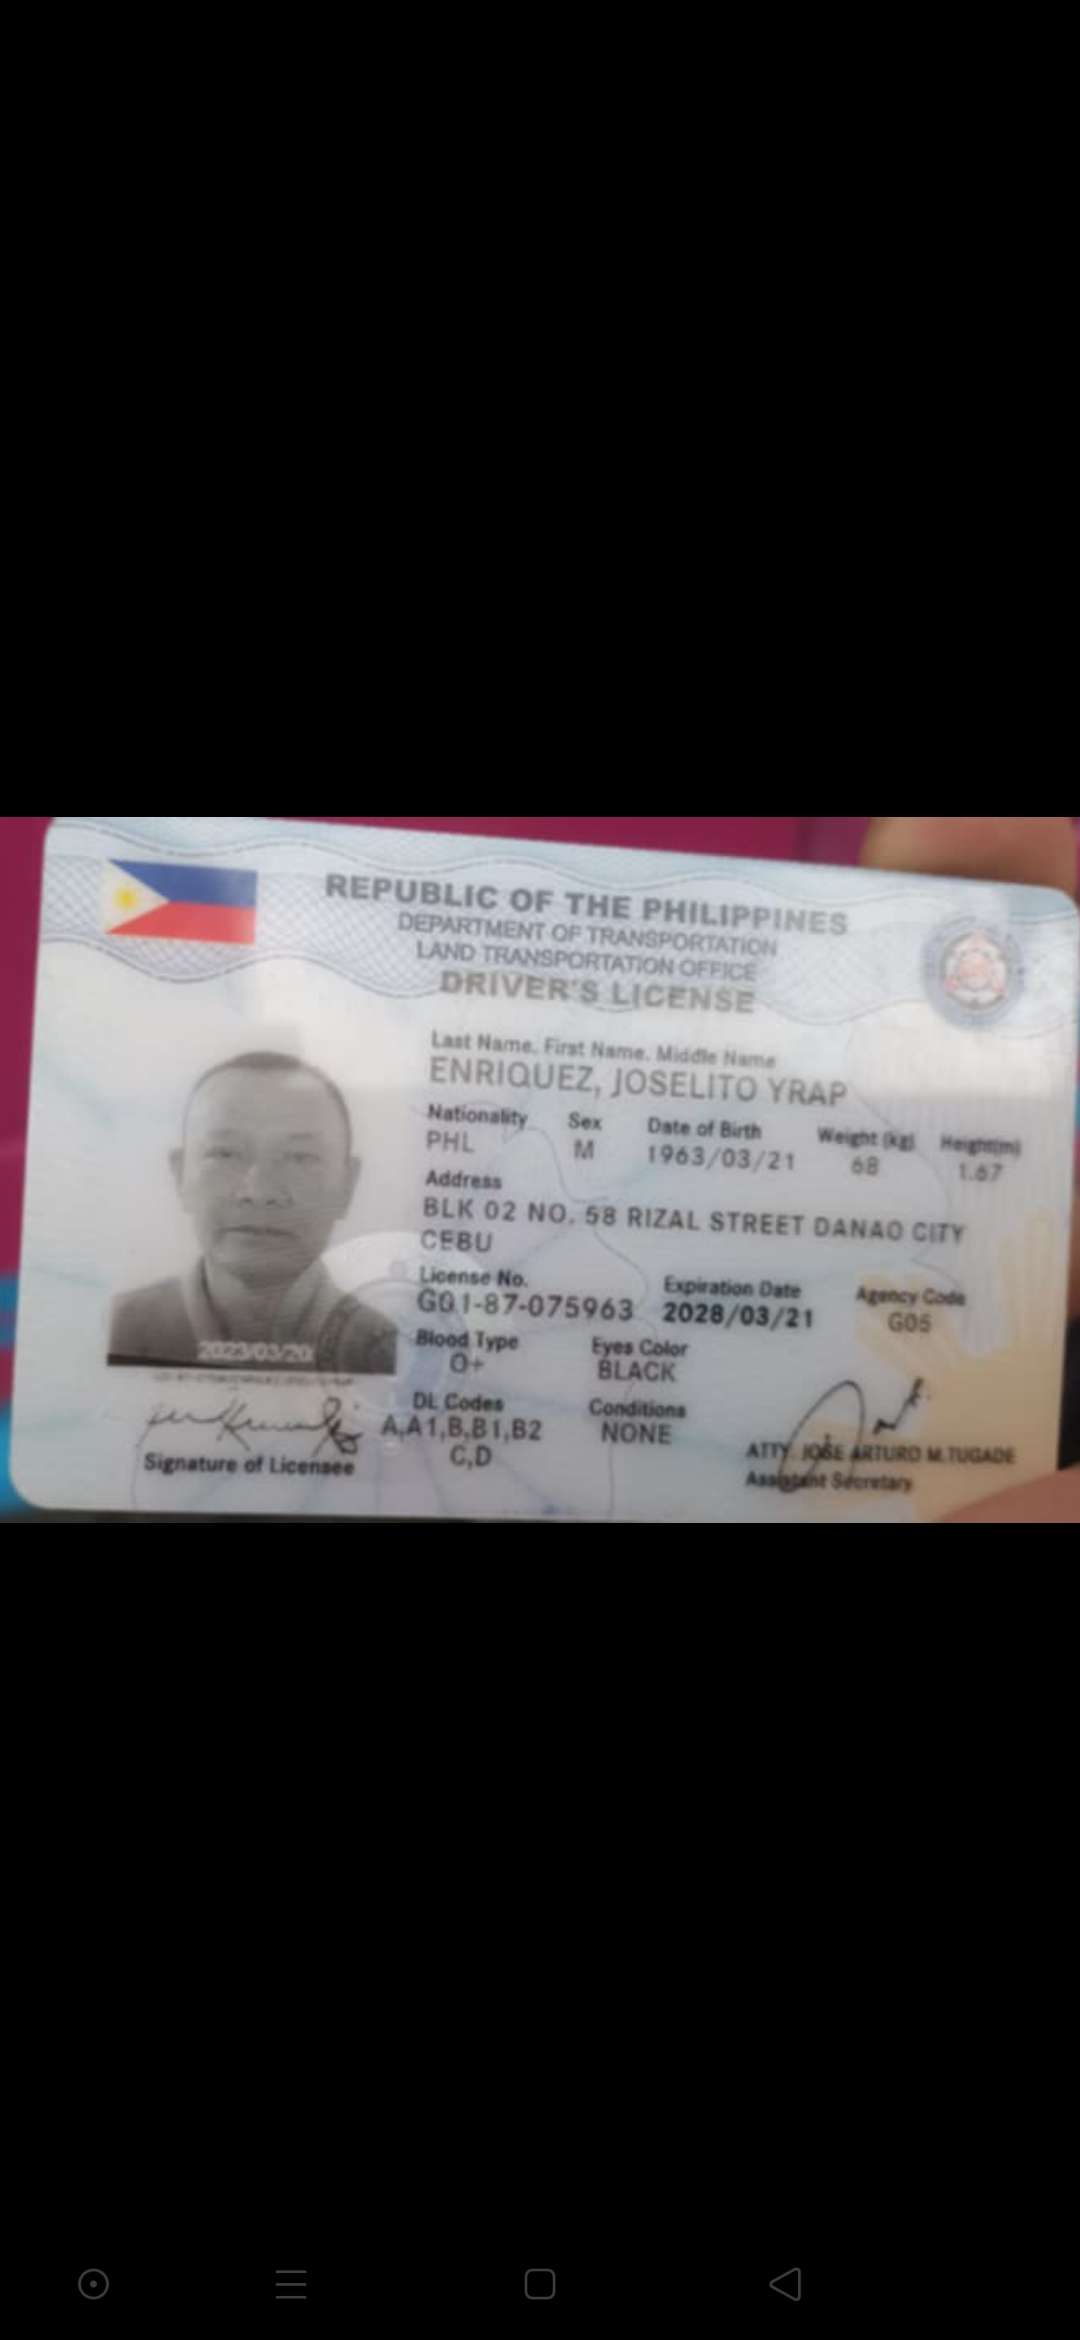 REPUBLIC OF THE PHILIPPINES
DEPARTMENT OF TRANSPORTATION
LAND TRANSPORTATION OFFICE
DRIVER'S LICENSE
Last Name, First Name, Middle Name
ENRIQUEZ, JOSELITO YRAP
Nationality Sex Date of Birth Weight (kg) Height(m)
PHL M 1963/03/21 68 1.67
Address
BLK 02 NO. 58 RIZAL STREET DANAO CITY
CEBU
License No. Expiration Date Agency Code
G01-87-075963 2028/03/21 G05
Blood Type Eyes Color
O+ BLACK
DL Codes Conditions
A,A1,B,B1,B2 NONE
C,D
2023/03/20
Signature of Licensee
ATTY. JOSE ARTURO M. TUGADE
Assistant Secretary